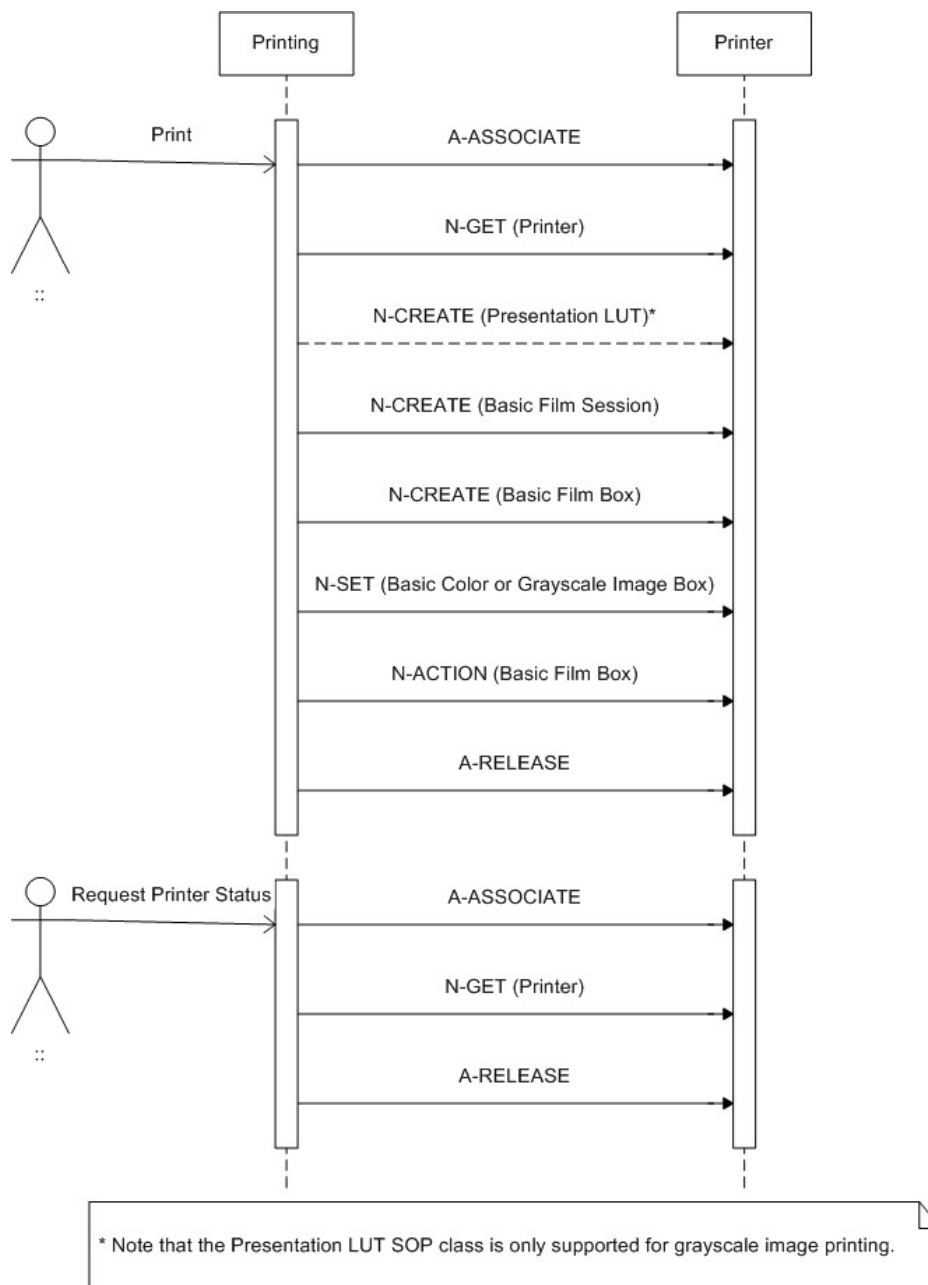 Printing
Printer
Print
A-ASSOCIATE
N-GET (Printer)
N-CREATE (Presentation LUT)*
N-CREATE (Basic Film Session)
N-CREATE (Basic Film Box)
N-SET (Basic Color or Grayscale Image Box)
N-ACTION (Basic Film Box)
A-RELEASE
::
Request Printer Status
A-ASSOCIATE
N-GET (Printer)
A-RELEASE
::
* Note that the Presentation LUT SOP class is only supported for grayscale image printing.